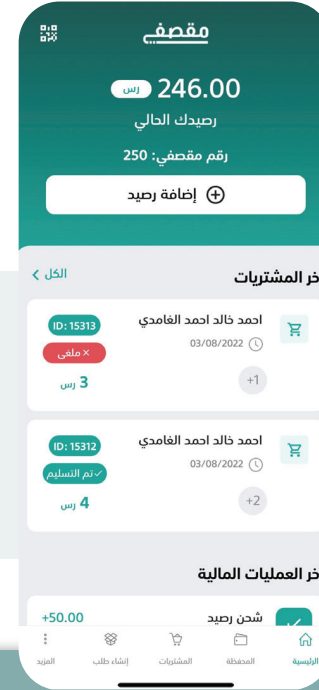 مقصفي
246.00 رس
رصيدك الحالي
رقم مقصفي: 250
إضافة رصيد
خر المشتريات
الكل
احمد خالد احمد الغامدي
ID: 15313
03/08/2022
ملغى
+1
3 رس
احمد خالد احمد الغامدي
ID: 15312
03/08/2022
تم التسليم
+2
4 رس
خر العمليات المالية
شحن رصيد
+50.00
الرئيسية
المحفظة
المشتريات
إنشاء طلب
المزيد